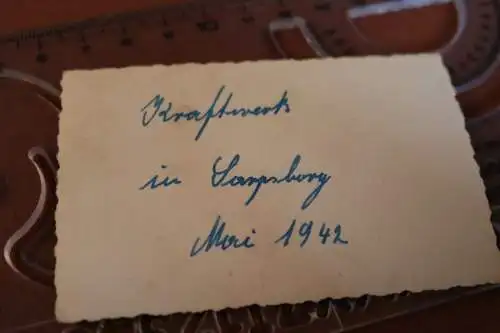 Kraftwerk
in Sarpsborg
Mai 1942